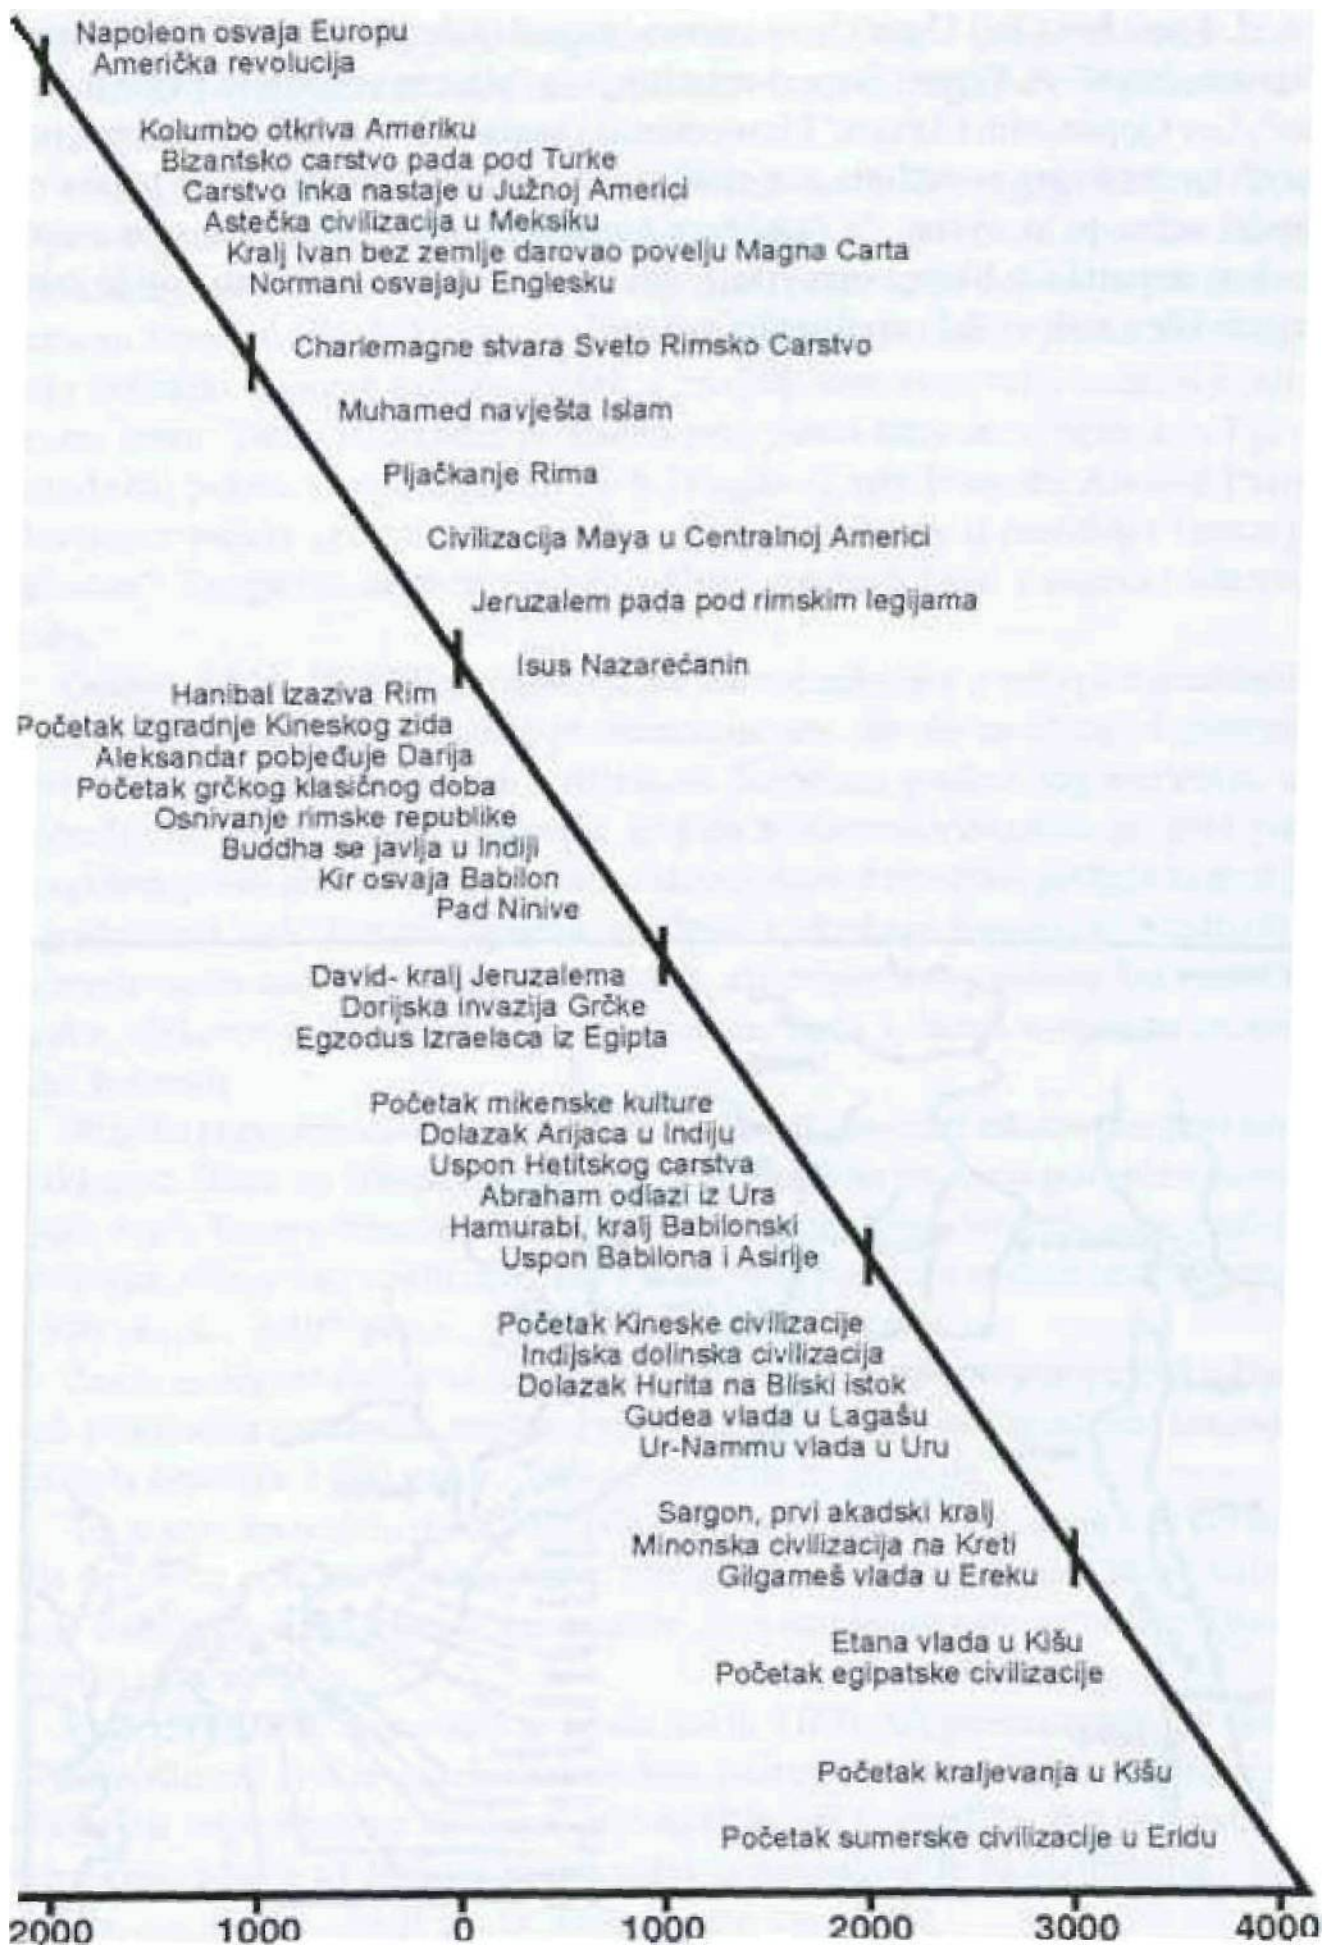 Napoleon osvaja Europu
Američka revolucija
Kolumbo otkriva Ameriku
Bizantsko carstvo pada pod Turke
Carstvo Inka nastaje u Južnoj Americi
Astečka civilizacija u Meksiku
Kralj Ivan bez zemlje darovao povelju Magna Carta
Normani osvajaju Englesku
Charlemagne stvara Sveto Rimsko Carstvo
Muhamed navješta Islam
Pljačkanje Rima
Civilizacija Maya u Centralnoj Americi
Jeruzalem pada pod rimskim legijama
Isus Nazarećanin
Hanibal izaziva Rim
Početak izgradnje Kineskog zida
Aleksandar pobjeđuje Darija
Početak grčkog klasičnog doba
Osnivanje rimske republike
Buddha se javlja u Indiji
Kir osvaja Babilon
Pad Ninive
David- kralj Jeruzalema
Dorijska invazija Grčke
Egzodus Izraelaca iz Egipta
Početak mikenske kulture
Dolazak Arijaca u Indiju
Uspon Hetitskog carstva
Abraham odlazi iz Ura
Hamurabi, kralj Babilonski
Uspon Babilona i Asirije
Početak Kineske civilizacije
Indijska dolinska civilizacija
Dolazak Hurita na Bliski istok
Gudea vlada u Lagašu
Ur-Nammu vlada u Uru
Sargon, prvi akadski kralj
Minonska civilizacija na Kreti
Gilgameš vlada u Ereku
Etana vlada u Kišu
Početak egipatske civilizacije
Početak kraljevanja u Kišu
Početak sumerske civilizacije u Eridu
2000 1000 0 1000 2000 3000 4000